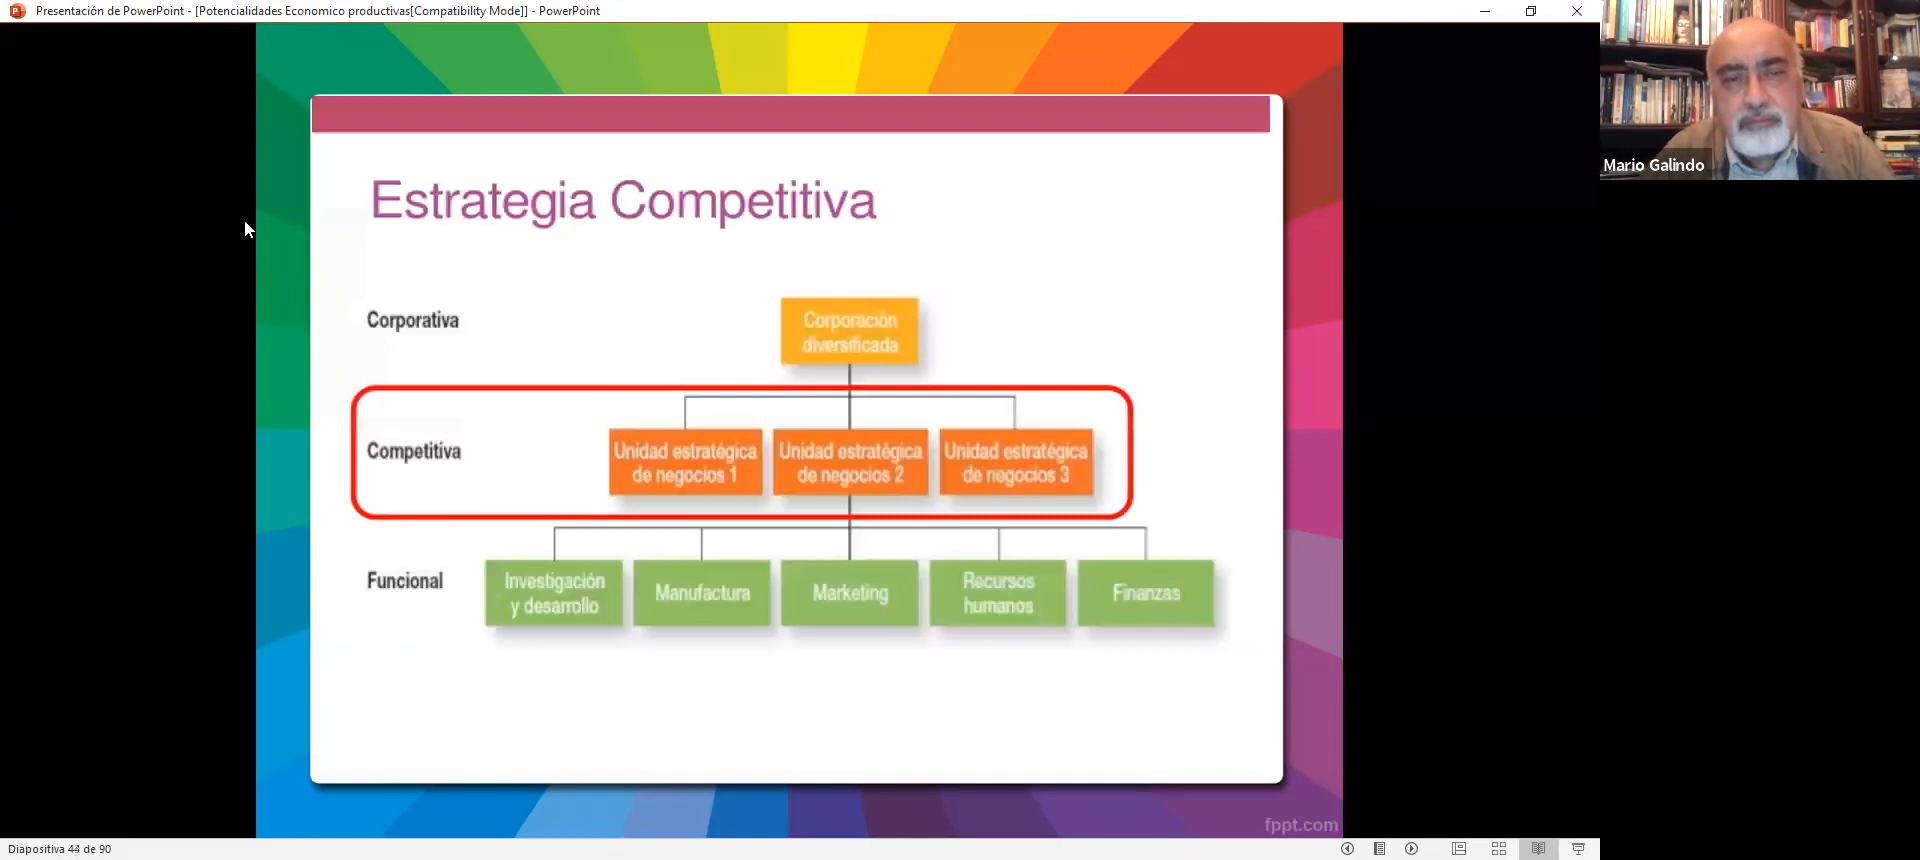 Presentación de PowerPoint - [Potencialidades Economico productivas[Compatibility Mode]] - PowerPoint
Mario Galindo
Estrategia Competitiva
Corporativa
Corporación
diversificada
Competitiva
Unidad estratégica
de negocios 1
Unidad estratégica
de negocios 2
Unidad estratégica
de negocios 3
Funcional
Investigación
y desarrollo
Manufactura
Marketing
Recursos
humanos
Finanzas
fppt.com
Diapositiva 44 de 90